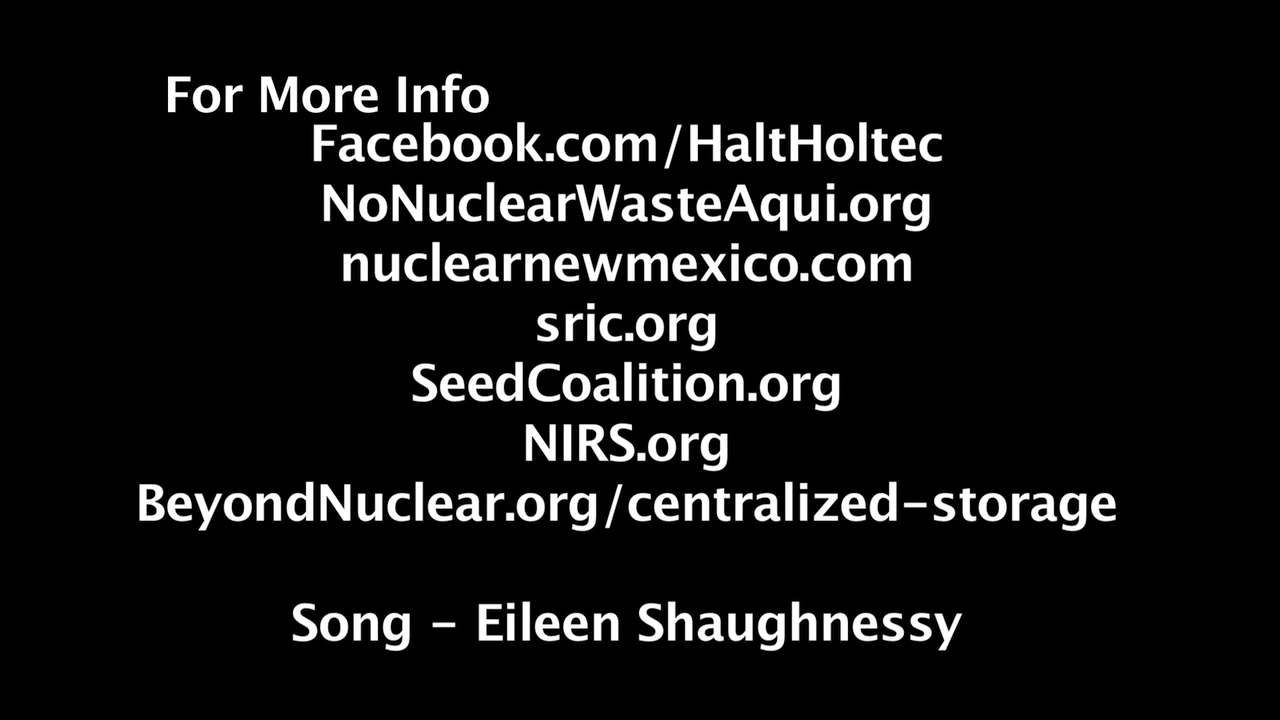 For More Info
Facebook.com/HaltHoltec
NoNuclearWasteAqui.org
nuclearnewmexico.com
sric.org
SeedCoalition.org
NIRS.org
BeyondNuclear.org/centralized-storage
Song - Eileen Shaughnessy